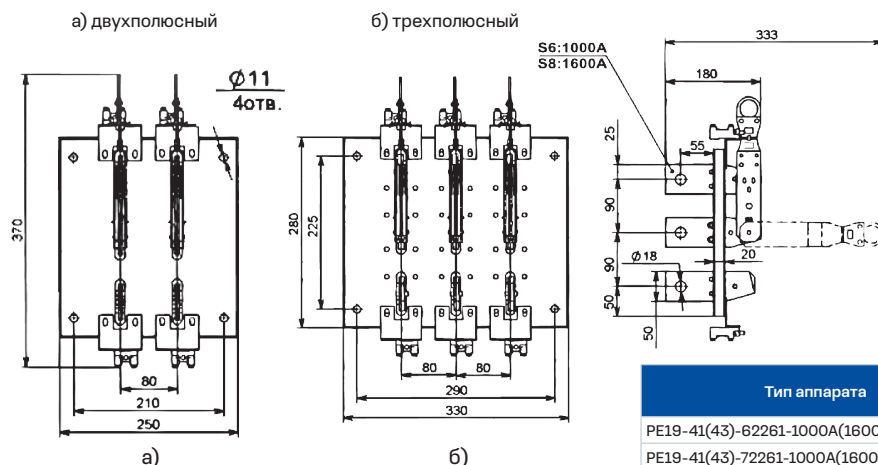 а) двухполюсный
б) трехполюсный
S6:1000А
S8:1600А
333
180
Ø11
4отв.
370
80
210
250
а)
280
225
80
80
290
330
б)
25
55
90
90
Ø18
20
50
50
Тип аппарата
РЕ19-41(43)-62261-1000А(1600
РЕ19-41(43)-72261-1000А(1600